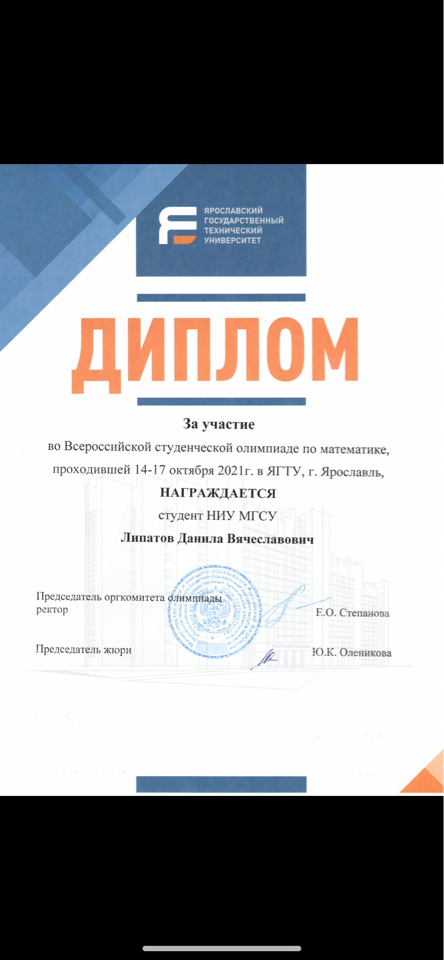 ЯРОСЛАВСКИЙ
ГОСУДАРСТВЕННЫЙ
ТЕХНИЧЕСКИЙ
УНИВЕРСИТЕТ
ДИПЛОМ
За участие
во Всероссийской студенческой олимпиаде по математике,
проходившей 14-17 октября 2021г. в ЯГТУ, г. Ярославль,
НАГРАЖДАЕТСЯ
студент НИУ МГСУ
Липатов Данила Вячеславович
Председатель оргкомитета олимпиады
ректор
Е.О. Степанова
Председатель жюри
Ю.К. Оленикова